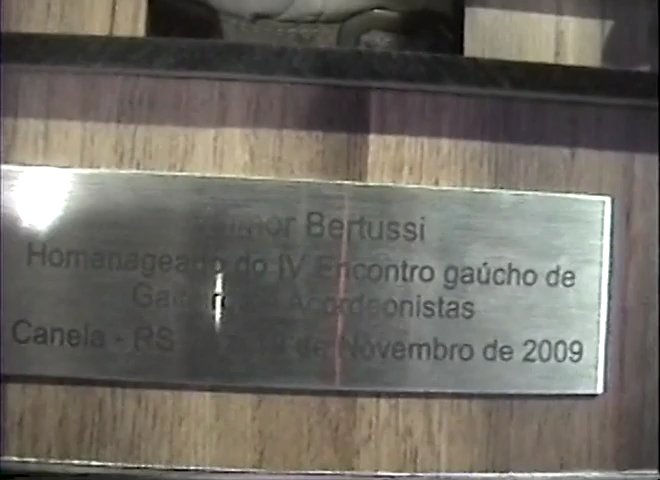 Bertussi
Homenageado do IV Encontro gaúcho de
Acordeonistas
Canela - RS de Novembro de 2009